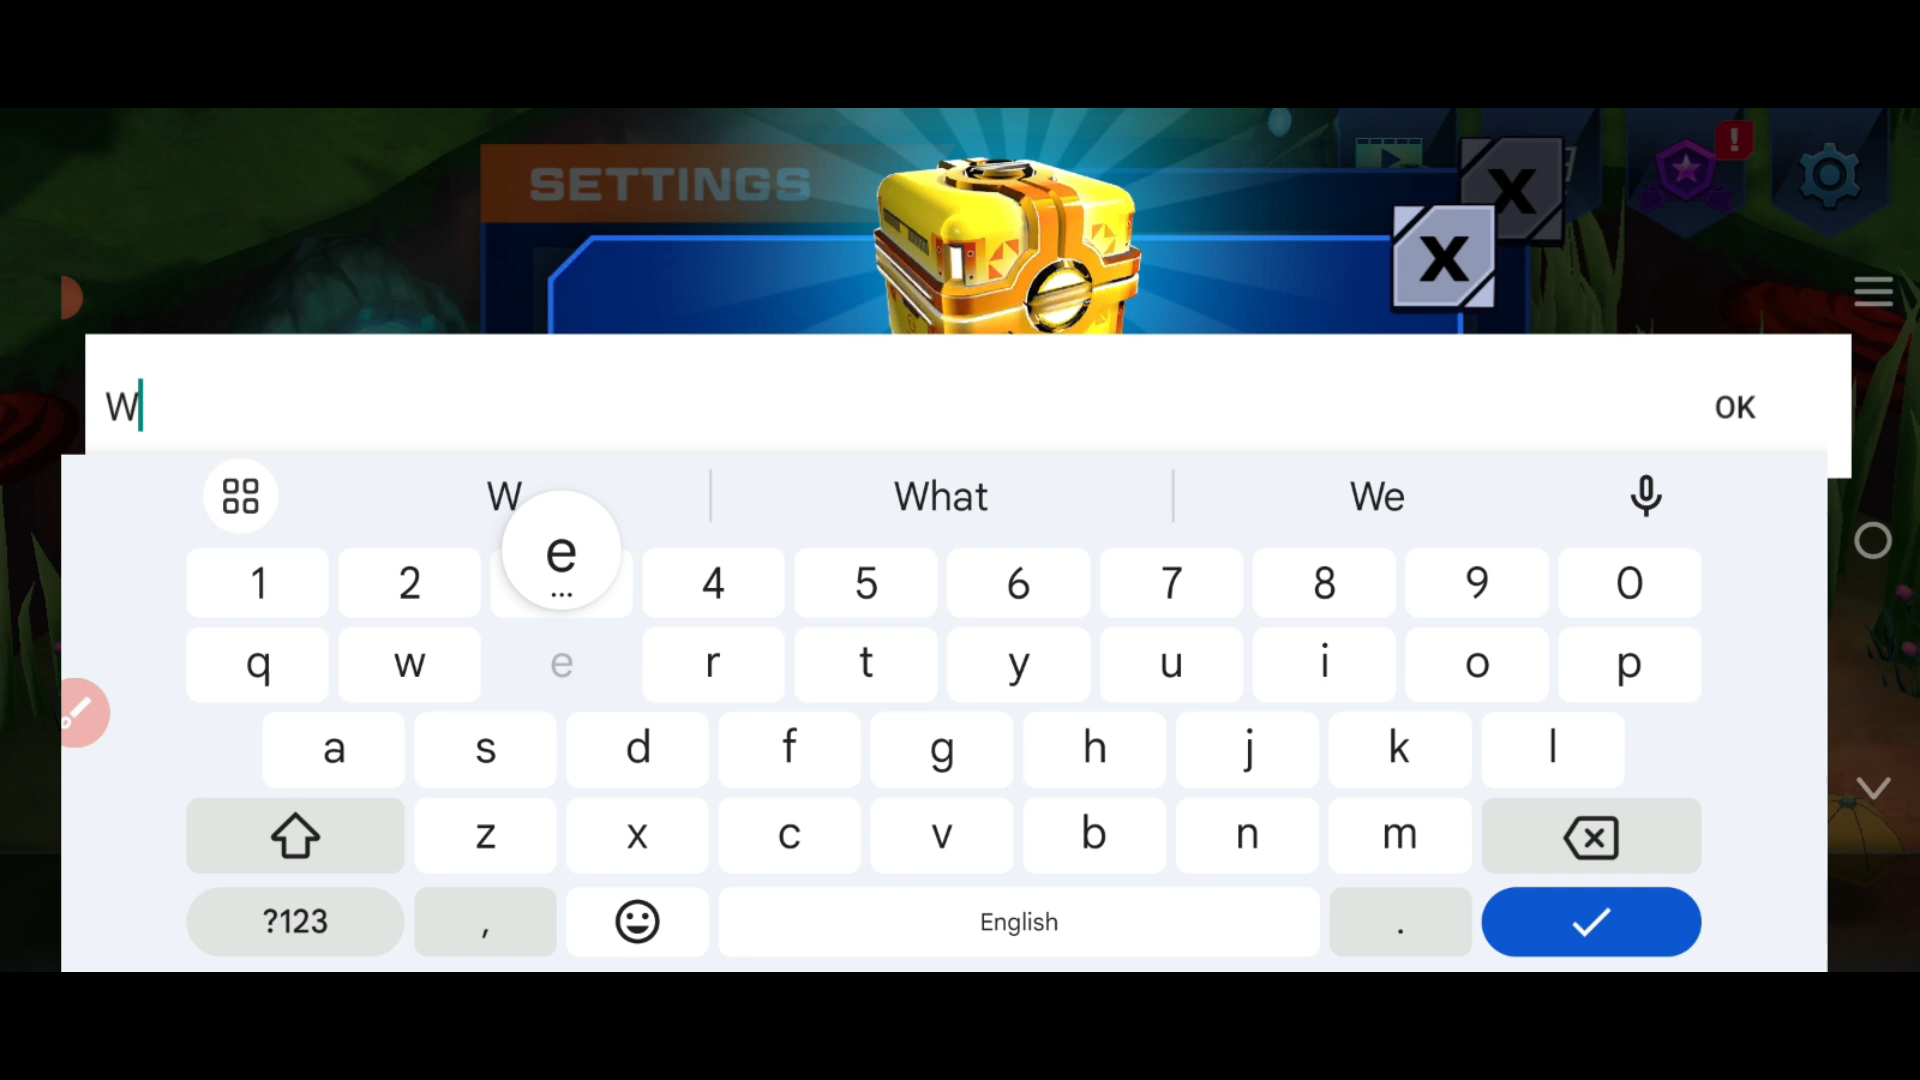 SETTINGS
!
X
X
W
OK
W
What
We
e
...
1 2 4 5 6 7 8 9 0
q w e r t y u i o p
a s d f g h j k l
z x c v b n m
?123 , English .